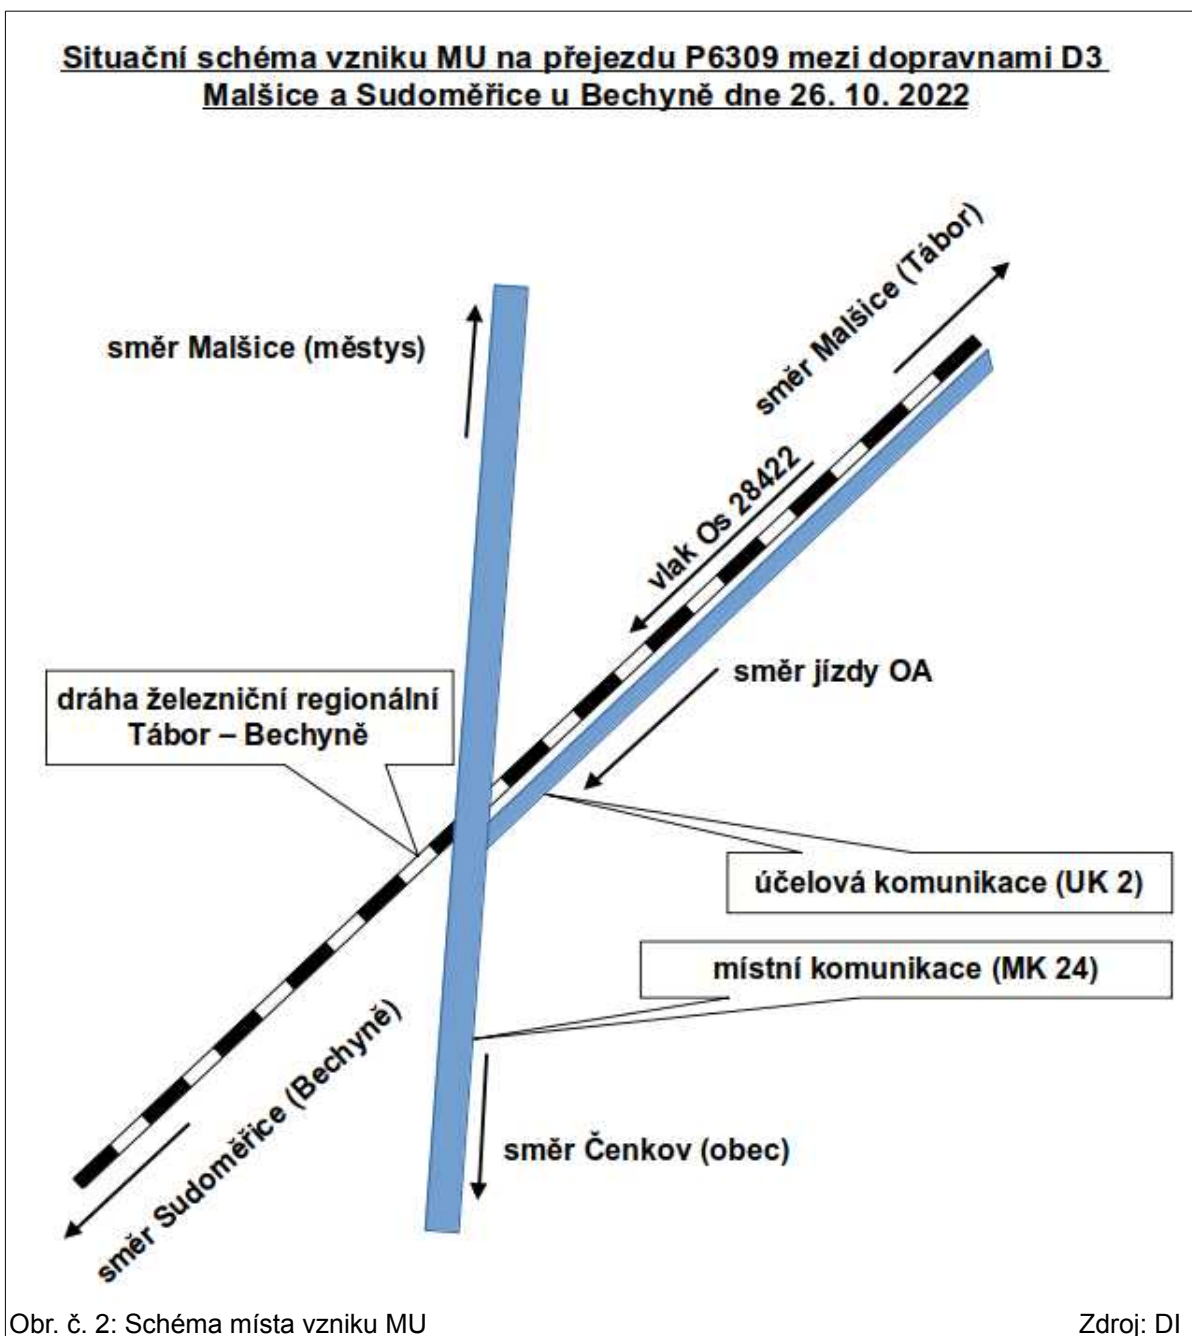 Situační schéma vzniku MU na přejezdu P6309 mezi dopravnami D3
Malšice a Sudoměřice u Bechyně dne 26. 10. 2022
směr Malšice (Tábor)
směr Malšice (městys)
vlak Os 28422
směr jízdy OA
dráha železniční regionální
Tábor – Bechyně
účelová komunikace (UK 2)
místní komunikace (MK 24)
směr Sudoměřice (Bechyně)
směr Čenkov (obec)
Obr. č. 2: Schéma místa vzniku MU
Zdroj: DI